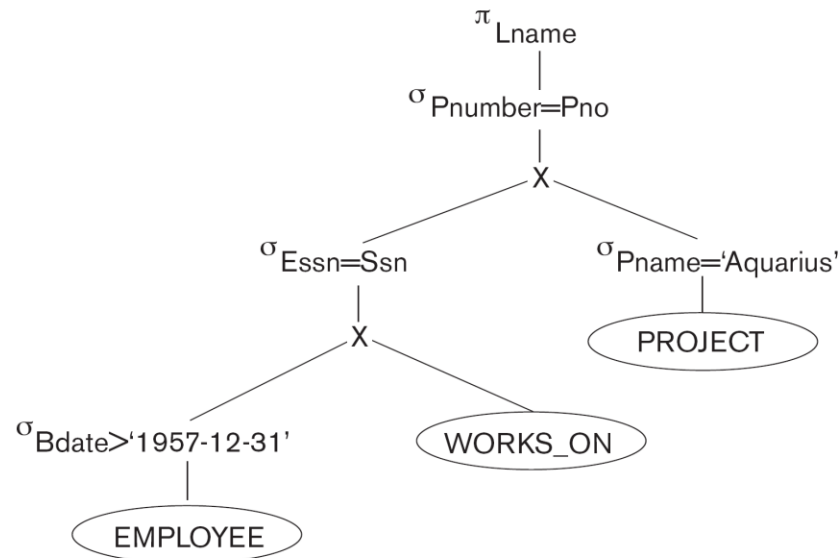 π Lname
σ Pnumber=Pno
X
σ Essn=Ssn
σ Pname=‘Aquarius’
X
PROJECT
σ Bdate>‘1957-12-31’
WORKS_ON
EMPLOYEE